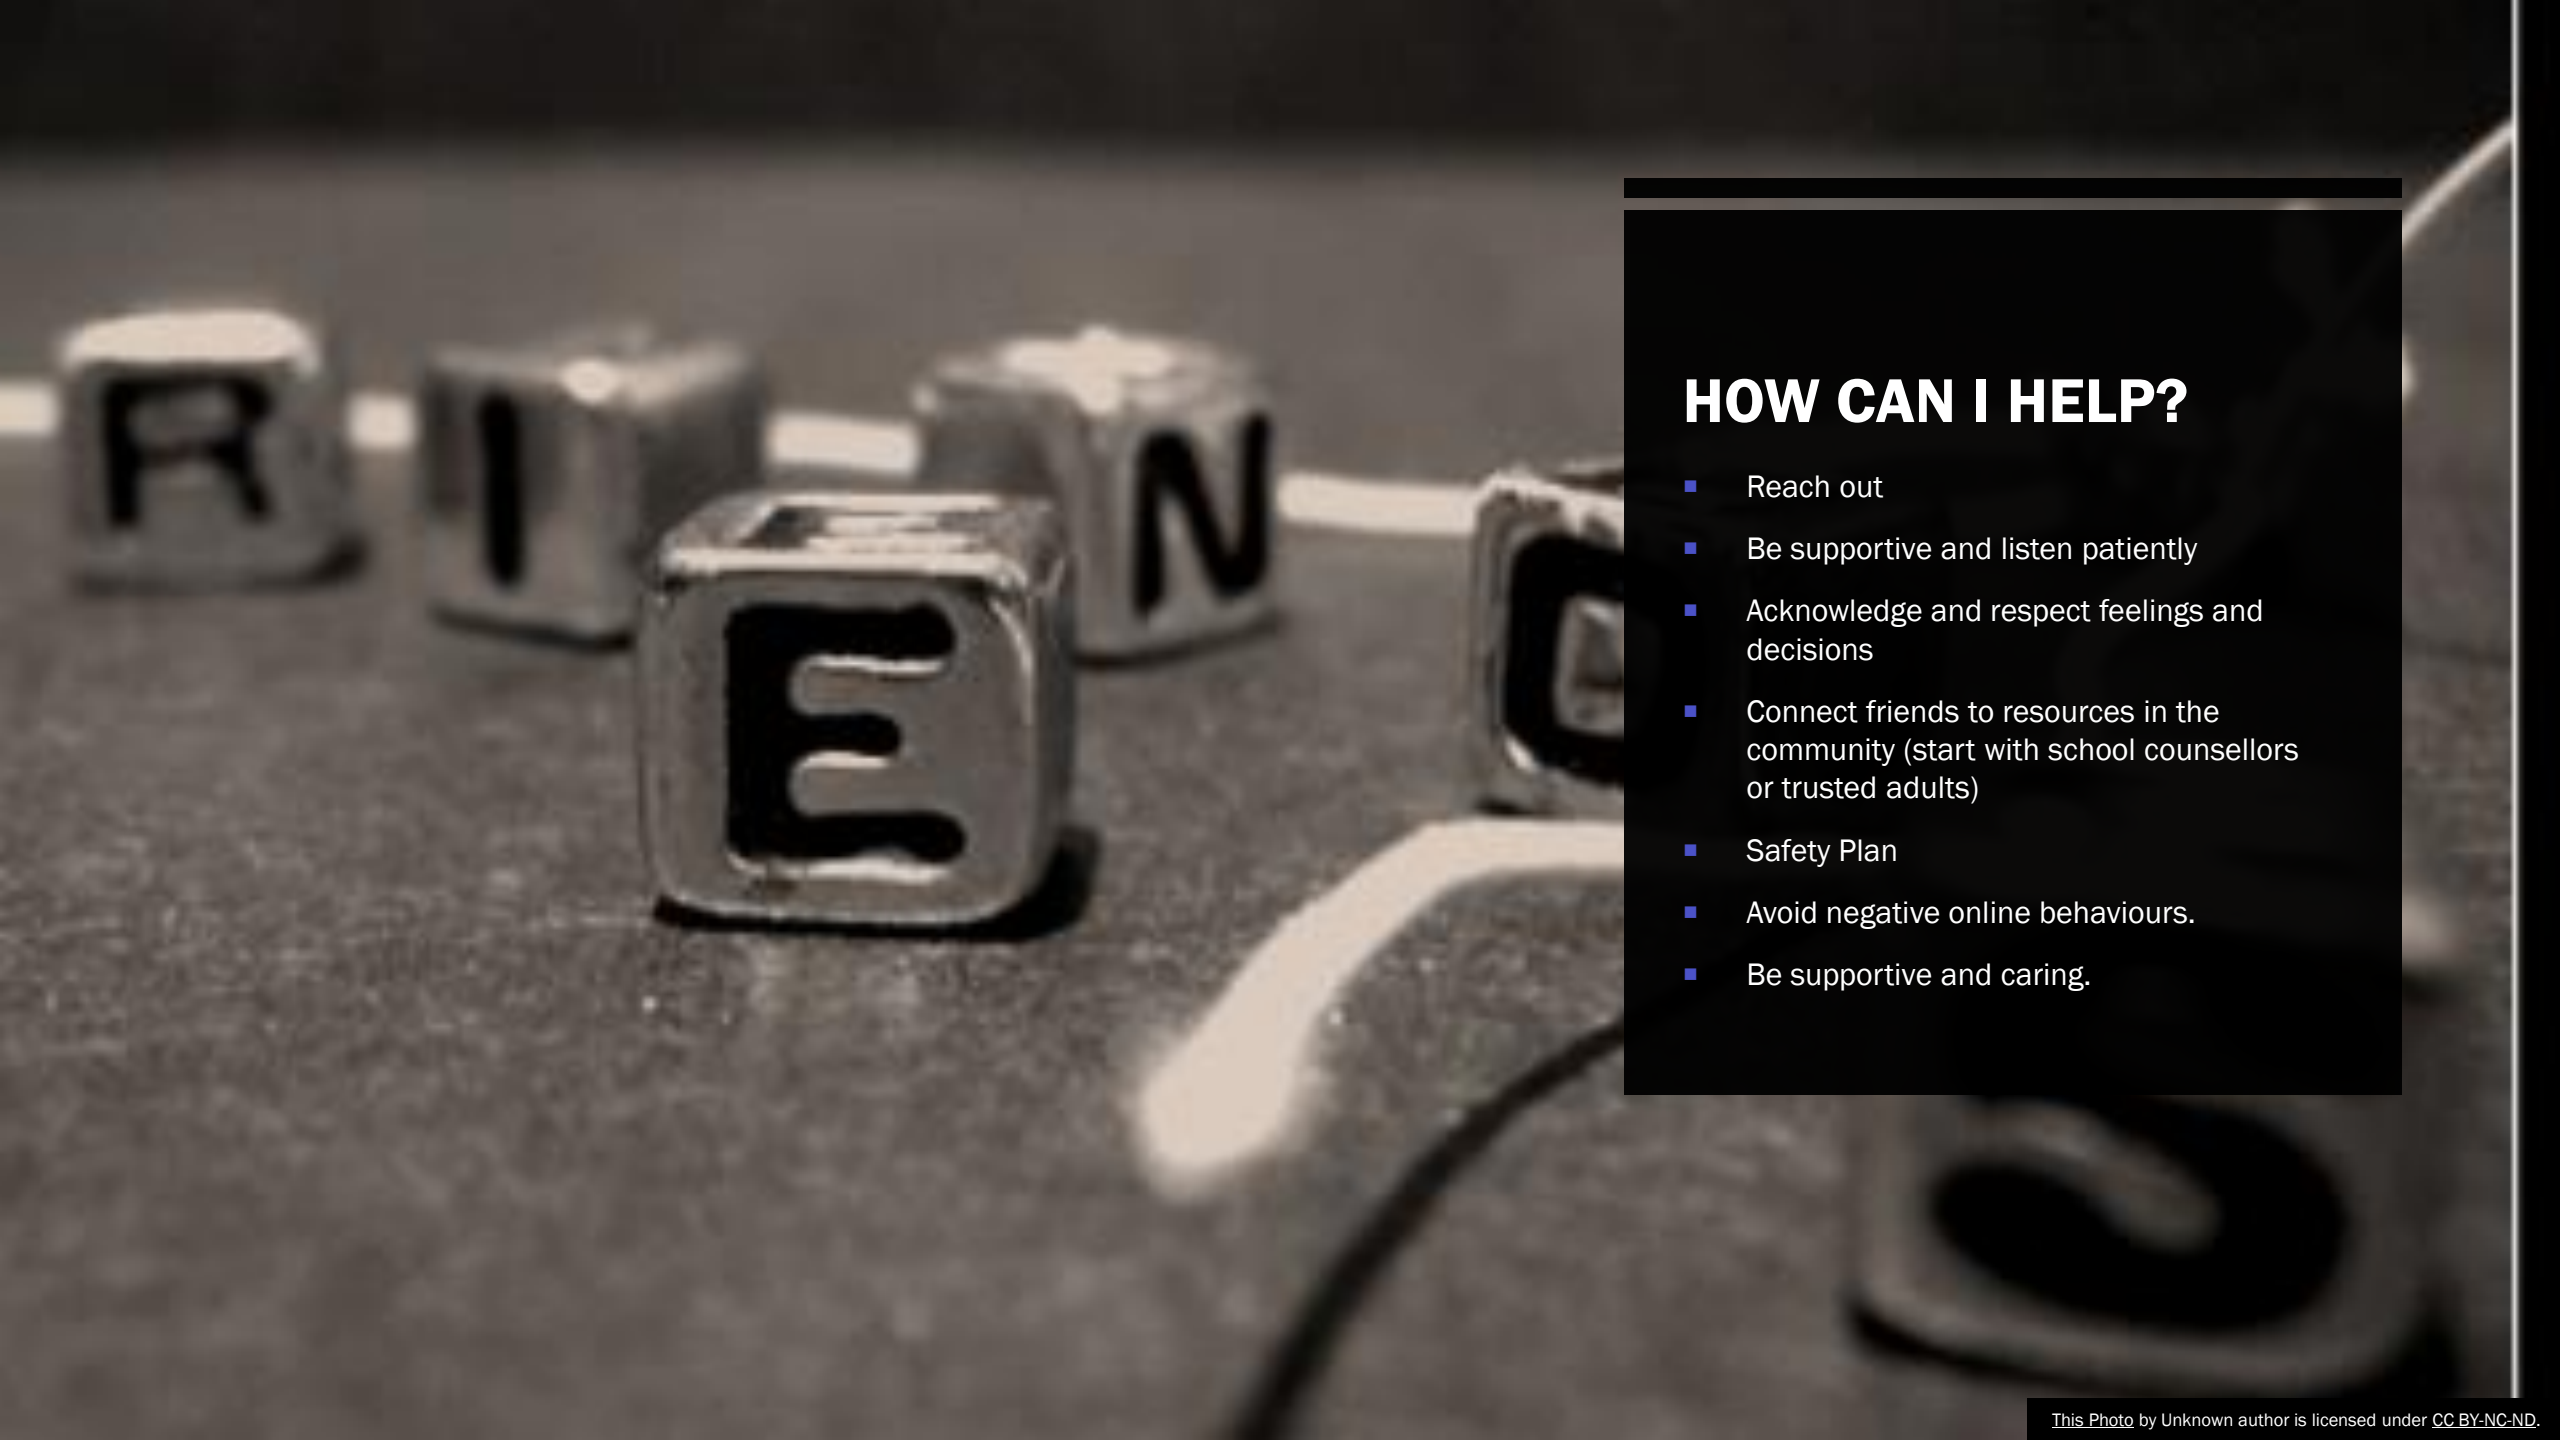 R I N
E D
S
HOW CAN I HELP?
Reach out
Be supportive and listen patiently
Acknowledge and respect feelings and
decisions
Connect friends to resources in the
community (start with school counsellors
or trusted adults)
Safety Plan
Avoid negative online behaviours.
Be supportive and caring.
This Photo by Unknown author is licensed under CC BY-NC-ND.